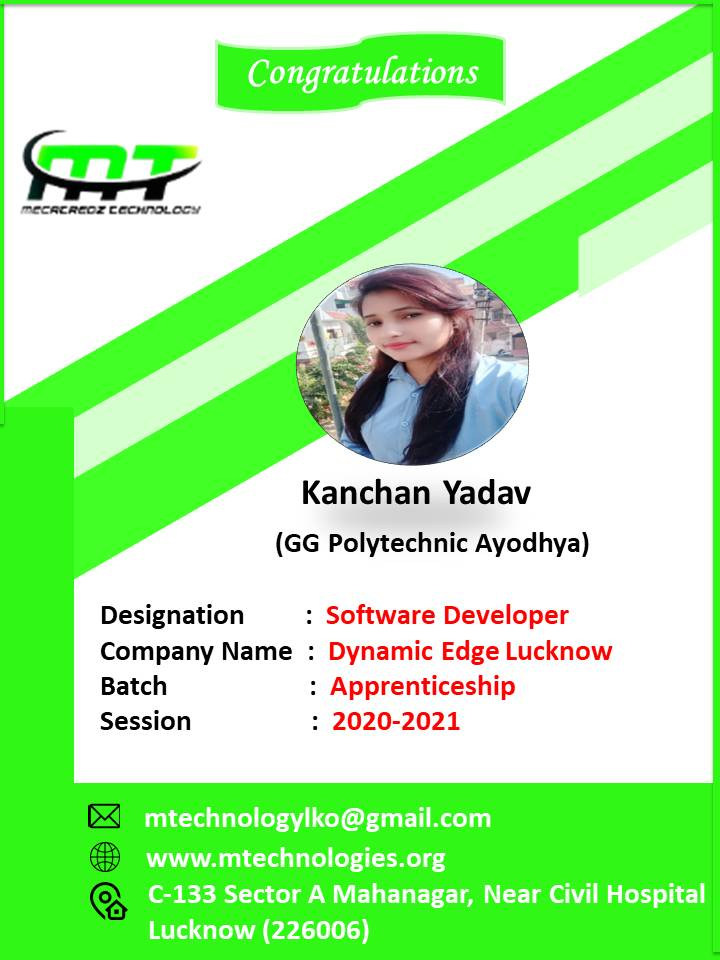 Congratulations
MT
MECATREDZ TECHNOLOGY
Kanchan Yadav
(GG Polytechnic Ayodhya)
Designation : Software Developer
Company Name : Dynamic Edge Lucknow
Batch : Apprenticeship
Session : 2020-2021
mtechnologylko@gmail.com
www.mtechnologies.org
C-133 Sector A Mahanagar, Near Civil Hospital
Lucknow (226006)